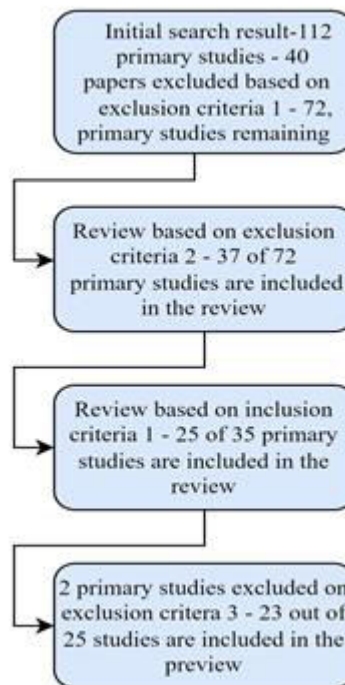 Initial search result-112
primary studies - 40
papers excluded based on
exclusion criteria 1 - 72,
primary studies remaining
Review based on exclusion
criteria 2 - 37 of 72
primary studies are included
in the review
Review based on inclusion
criteria 1 - 25 of 35 primary
studies are included in the
review
2 primary studies excluded on
exclusion critera 3 - 23 out of
25 studies are included in the
preview